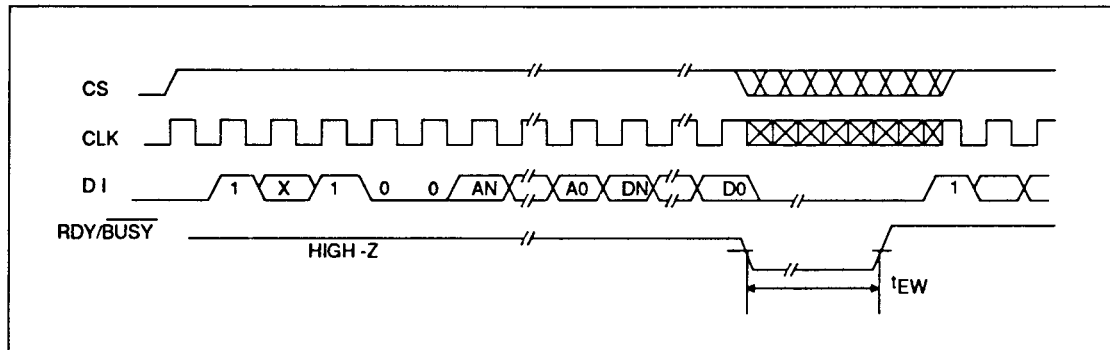 CS
CLK
DI 1 X 1 0 0 AN A0 DN D0 1
RDY/BUSY
HIGH-Z
tEW